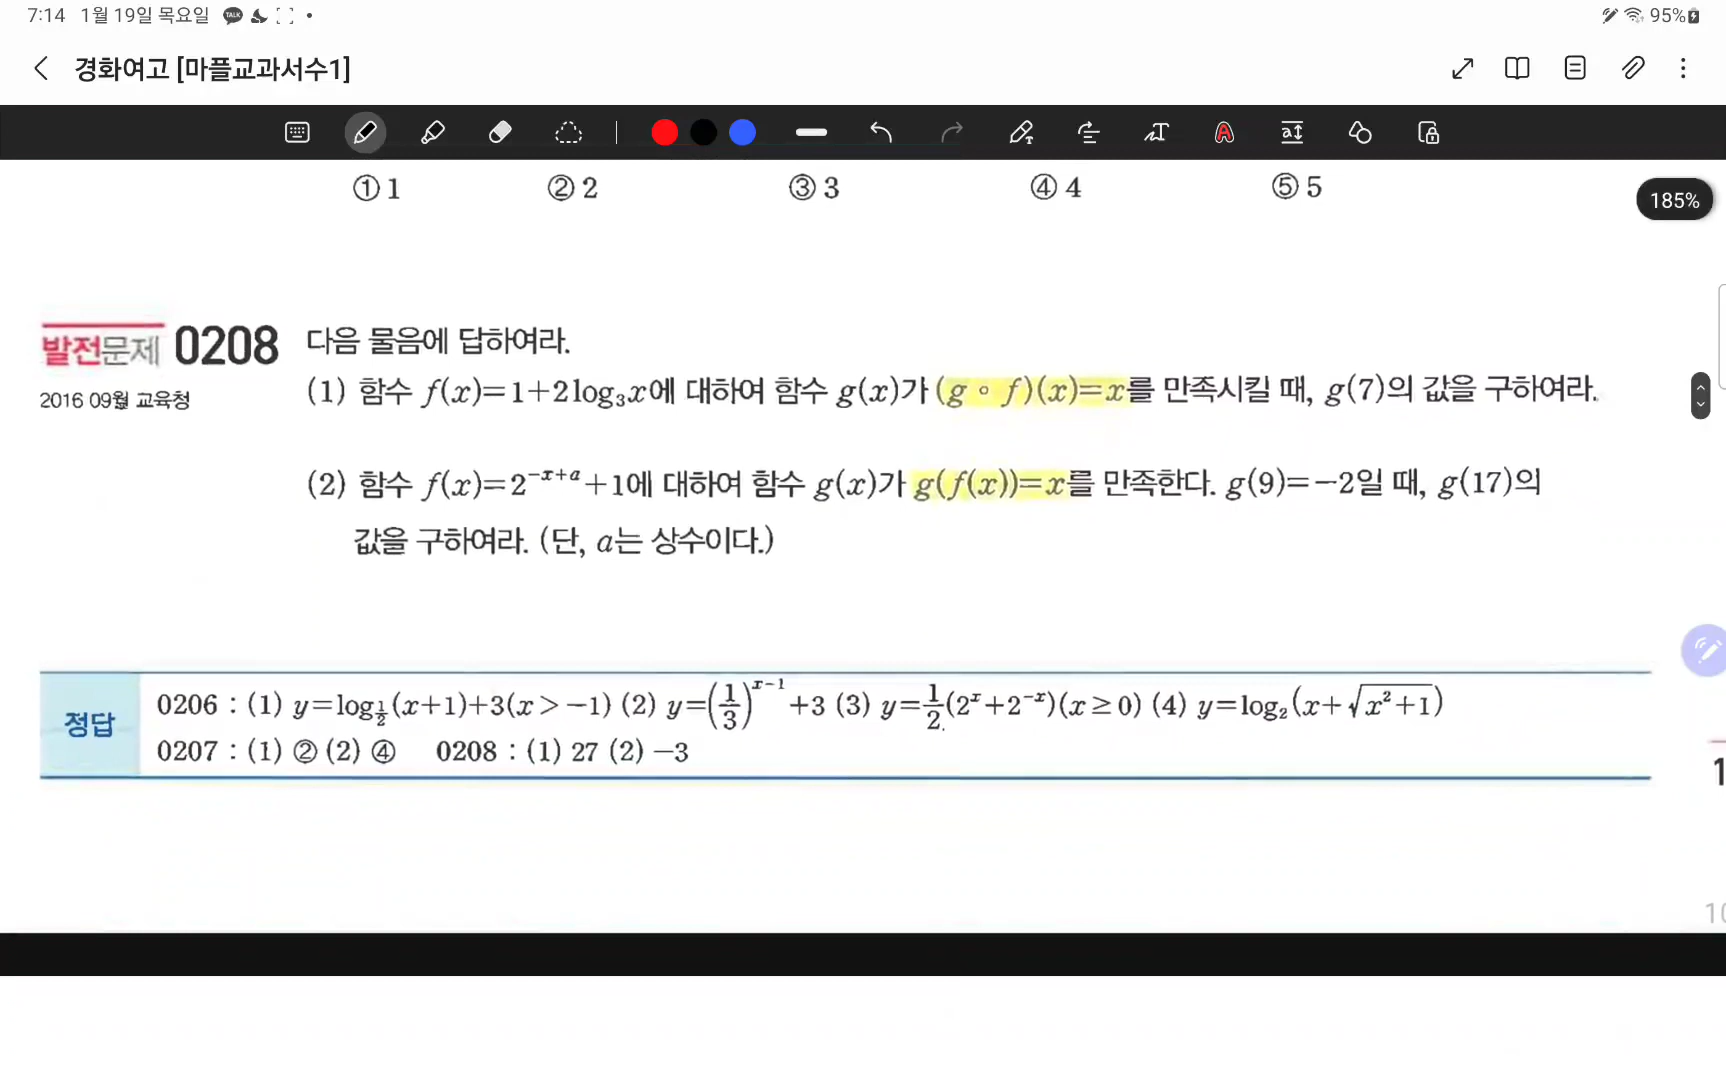 7:14 1월 19일 목요일 TALK 95%
경화여고 [마플교과서수1]
① 1 ② 2 ③ 3 ④ 4 ⑤ 5
185%
발전문제 0208 다음 물음에 답하여라.
2016 09월 교육청
(1) 함수 f(x)=1+2log₃x에 대하여 함수 g(x)가 (g∘f)(x)=x를 만족시킬 때, g(7)의 값을 구하여라.
(2) 함수 f(x)=2^{-x+a}+1에 대하여 함수 g(x)가 g(f(x))=x를 만족한다. g(9)=-2일 때, g(17)의
값을 구하여라. (단, a는 상수이다.)
정답
0206 : (1) y=log_{1/2}(x+1)+3(x>-1) (2) y=(1/3)^{x-1}+3 (3) y=1/2(2^x+2^{-x})(x≥0) (4) y=log₂(x+√(x²+1))
0207 : (1) ② (2) ④ 0208 : (1) 27 (2) -3